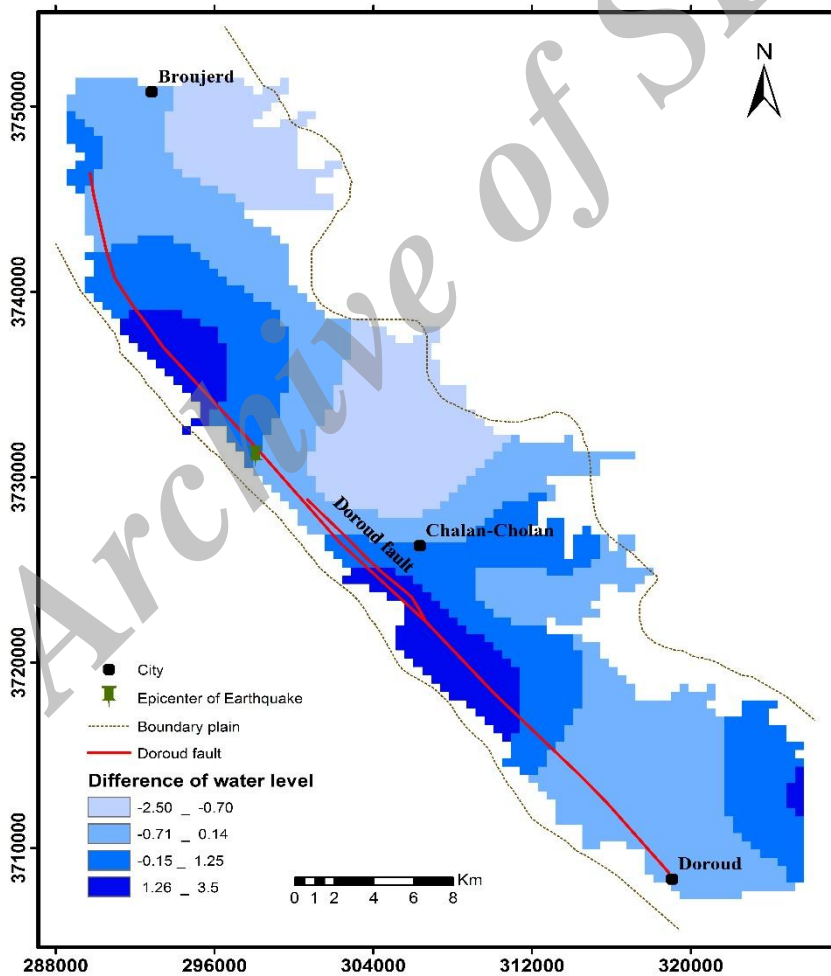 Archive of S
N
3750000
3740000
3730000
3720000
3710000
Broujerd
Doroud fault
Chalan-Cholan
Doroud
City
Epicenter of Earthquake
Boundary plain
Doroud fault
Difference of water level
-2.50 _ -0.70
-0.71 _ 0.14
-0.15 _ 1.25
1.26 _ 3.5
Km
0 1 2 4 6 8
288000 296000 304000 312000 320000